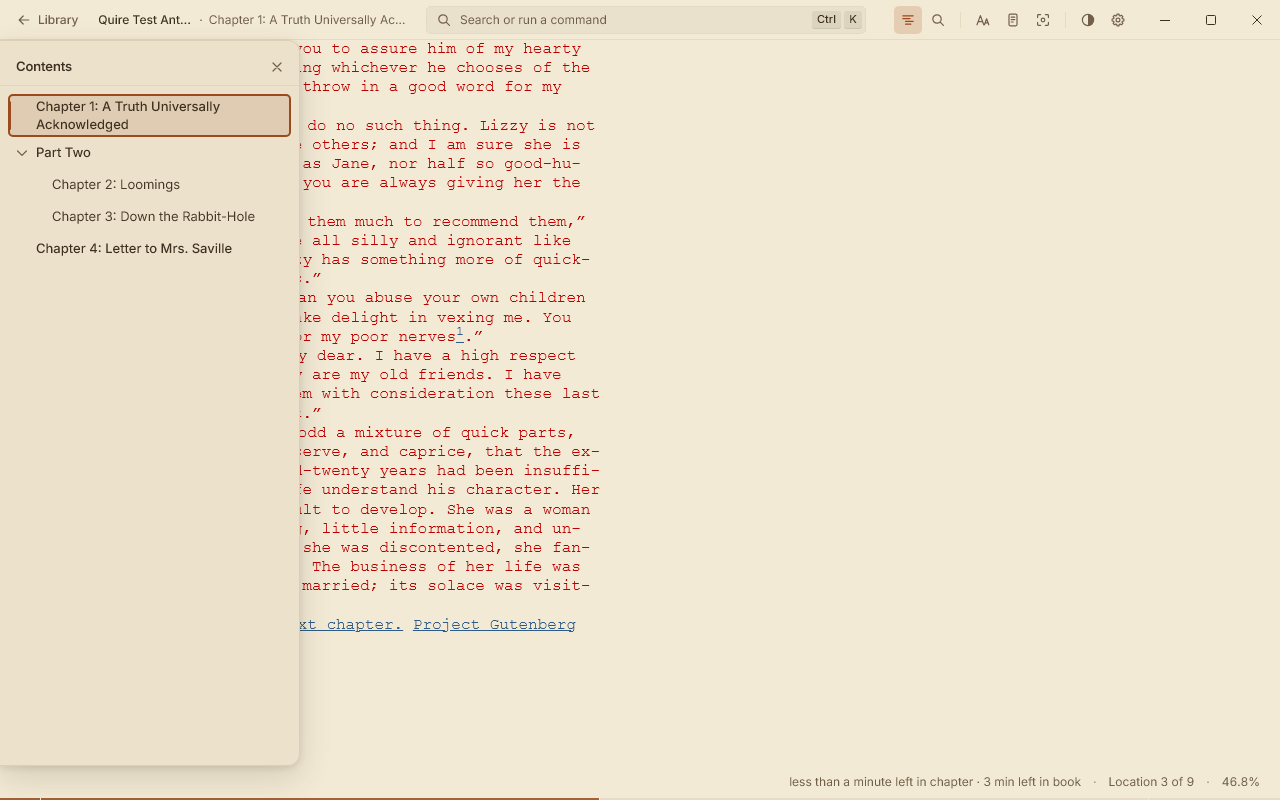 Library
Quire Test Ant... · Chapter 1: A Truth Universally Ac...
Search or run a command
Ctrl K
Contents
Chapter 1: A Truth Universally
Acknowledged
Part Two
Chapter 2: Loomings
Chapter 3: Down the Rabbit-Hole
Chapter 4: Letter to Mrs. Saville
you to assure him of my hearty
whichever he chooses of the
throw in a good word for my
do no such thing. Lizzy is not
others; and I am sure she is
as Jane, nor half so good-hu-
you are always giving her the
them much to recommend them,”
all silly and ignorant like
has something more of quick-
.”
you abuse your own children
delight in vexing me. You
my poor nerves1.”
dear. I have a high respect
are my old friends. I have
with consideration these last
.”
odd a mixture of quick parts,
, and caprice, that the ex-
-twenty years had been insuffi-
understand his character. Her
to develop. She was a woman
, little information, and un-
she was discontented, she fan-
The business of her life was
married; its solace was visit-
chapter. Project Gutenberg
less than a minute left in chapter · 3 min left in book · Location 3 of 9 · 46.8%